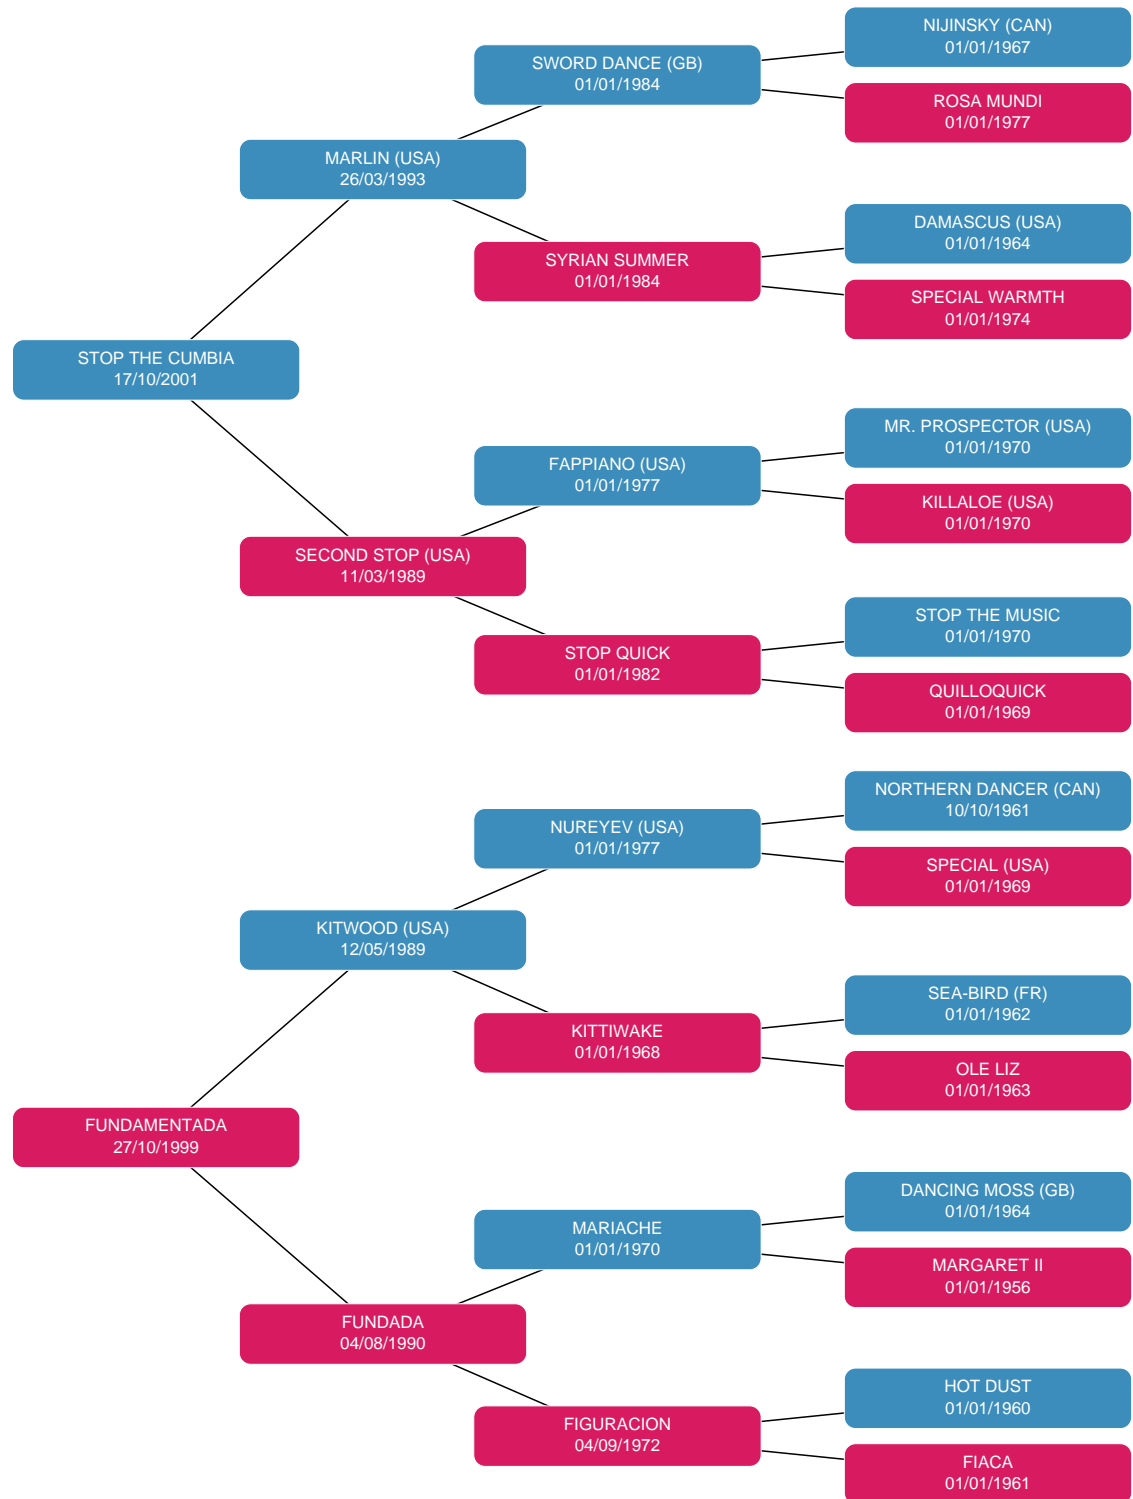 NIJINSKY (CAN)
01/01/1967
SWORD DANCE (GB)
01/01/1984
ROSA MUNDI
01/01/1977
MARLIN (USA)
26/03/1993
DAMASCUS (USA)
01/01/1964
SYRIAN SUMMER
01/01/1984
SPECIAL WARMTH
01/01/1974
STOP THE CUMBIA
17/10/2001
MR. PROSPECTOR (USA)
01/01/1970
FAPPIANO (USA)
01/01/1977
KILLALOE (USA)
01/01/1970
SECOND STOP (USA)
11/03/1989
STOP THE MUSIC
01/01/1970
STOP QUICK
01/01/1982
QUILLOQUICK
01/01/1969
NORTHERN DANCER (CAN)
10/10/1961
NUREYEV (USA)
01/01/1977
SPECIAL (USA)
01/01/1969
KITWOOD (USA)
12/05/1989
SEA-BIRD (FR)
01/01/1962
KITTIWAKE
01/01/1968
OLE LIZ
01/01/1963
FUNDAMENTADA
27/10/1999
DANCING MOSS (GB)
01/01/1964
MARIACHE
01/01/1970
MARGARET II
01/01/1956
FUNDADA
04/08/1990
HOT DUST
01/01/1960
FIGURACION
04/09/1972
FIACA
01/01/1961